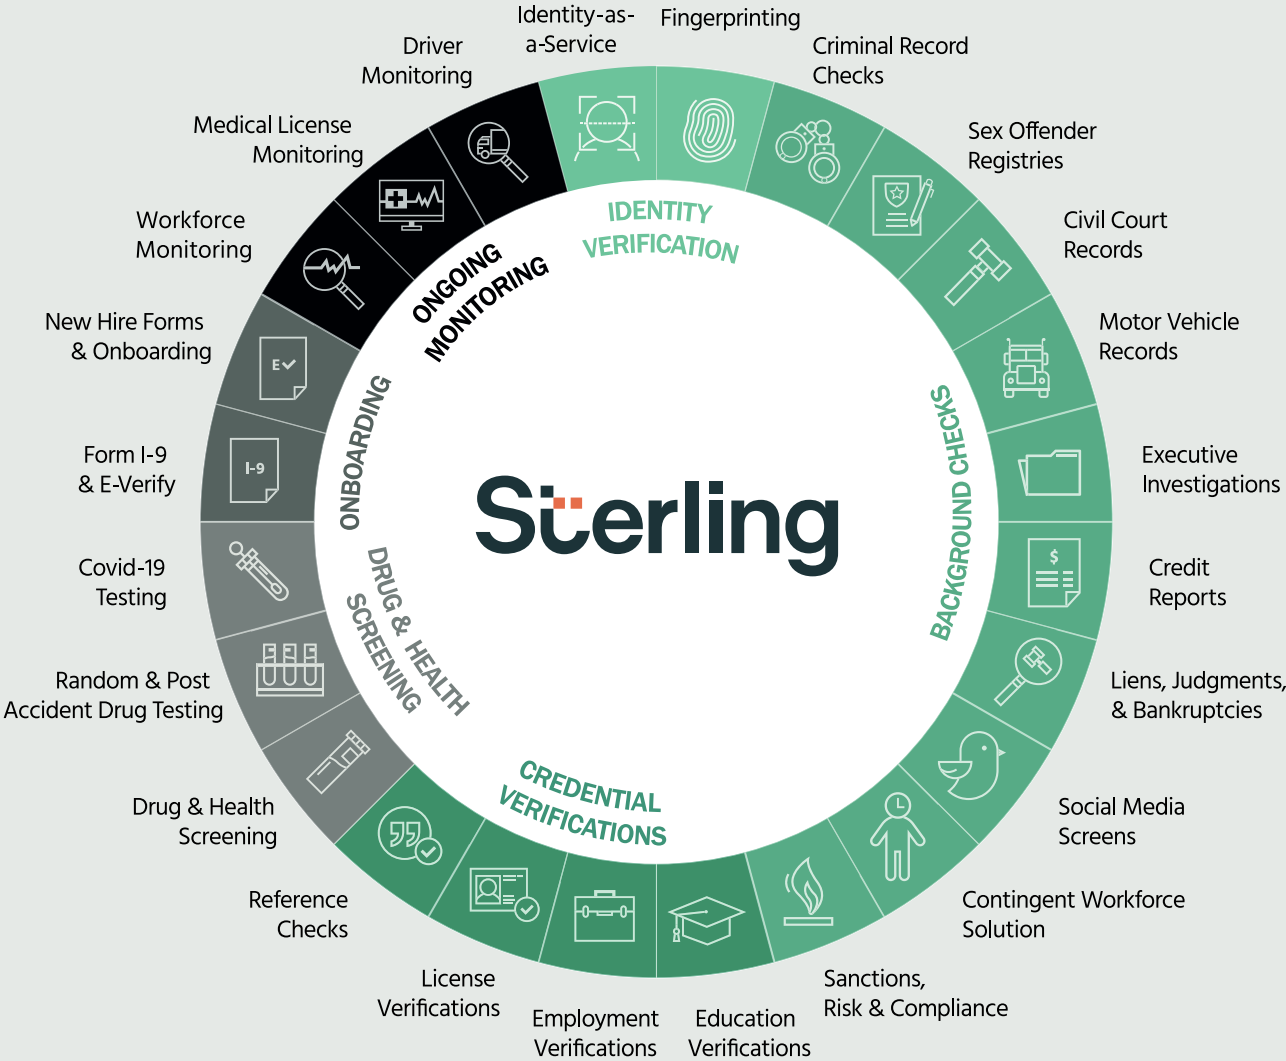 Identity-as-
a-Service
Fingerprinting
Criminal Record
Checks
Sex Offender
Registries
Civil Court
Records
Motor Vehicle
Records
Executive
Investigations
Credit
Reports
Liens, Judgments,
& Bankruptcies
Social Media
Screens
Contingent Workforce
Solution
Sanctions,
Risk & Compliance
Education
Verifications
Employment
Verifications
License
Verifications
Reference
Checks
Drug & Health
Screening
Random & Post
Accident Drug Testing
Covid-19
Testing
Form I-9
& E-Verify
New Hire Forms
& Onboarding
Workforce
Monitoring
Medical License
Monitoring
Driver
Monitoring
IDENTITY
VERIFICATION
BACKGROUND CHECKS
CREDENTIAL
VERIFICATIONS
DRUG & HEALTH
SCREENING
ONBOARDING
ONGOING
MONITORING
Sterling
E✓
I-9
$